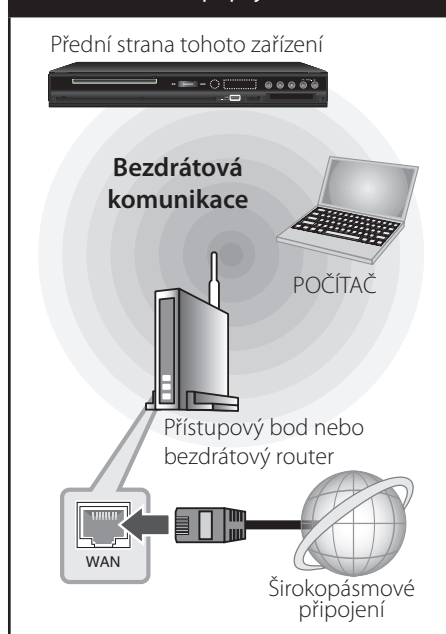 Přední strana tohoto zařízení
Bezdrátová
komunikace
POČÍTAČ
Přístupový bod nebo
bezdrátový router
WAN
Širokopásmové
připojení